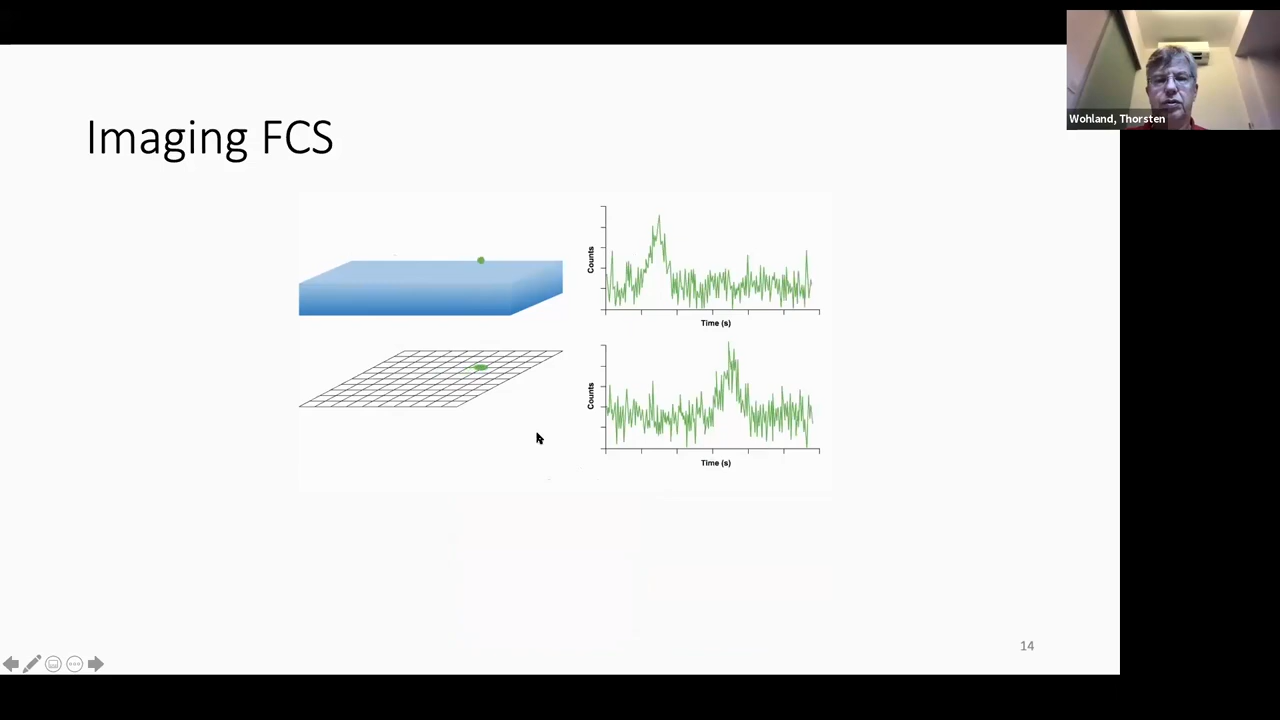 Wohland, Thorsten
Imaging FCS
Counts
Time (s)
Counts
Time (s)
14